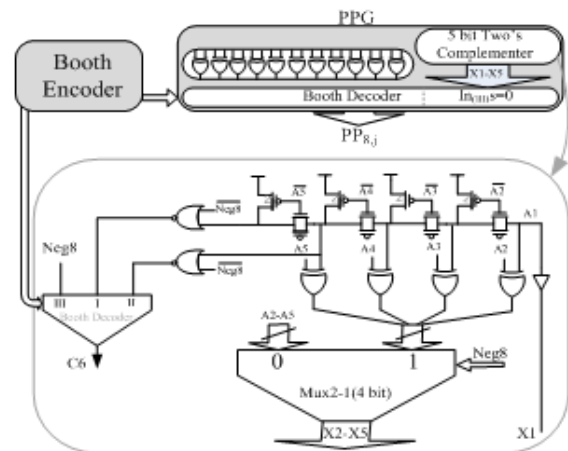 PPG
Booth
Encoder
5 bit Two's
Complementer
X1-X5
Booth Decoder
s=0
PP8,j
A5
A4
A3
A2
Neg8
A1
Neg8
A5
A4
A3
A2
Neg8
III
I
II
Booth Decoder
C6
A2-A5
0
1
Neg8
Mux2-1(4 bit)
X2-X5
X1